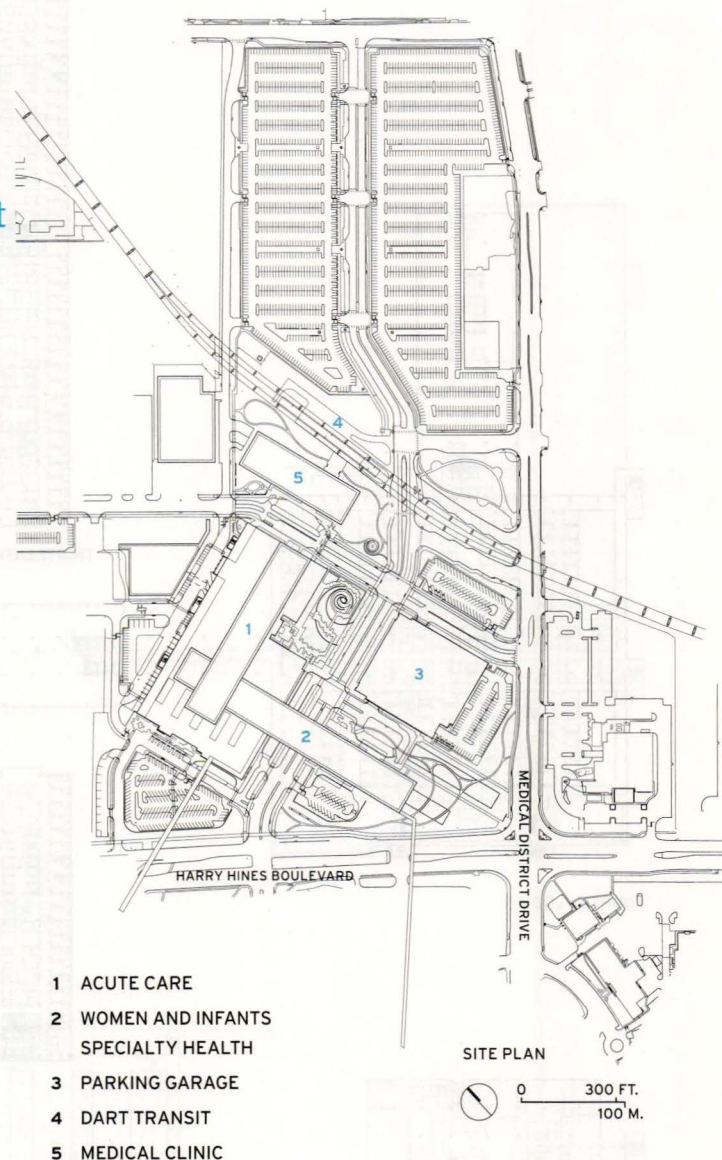 t
4
5
1
3
2
MEDICAL DISTRICT DRIVE
HARRY HINES BOULEVARD
1 ACUTE CARE
2 WOMEN AND INFANTS
SPECIALTY HEALTH
3 PARKING GARAGE
4 DART TRANSIT
5 MEDICAL CLINIC
SITE PLAN
0 300 FT.
100 M.